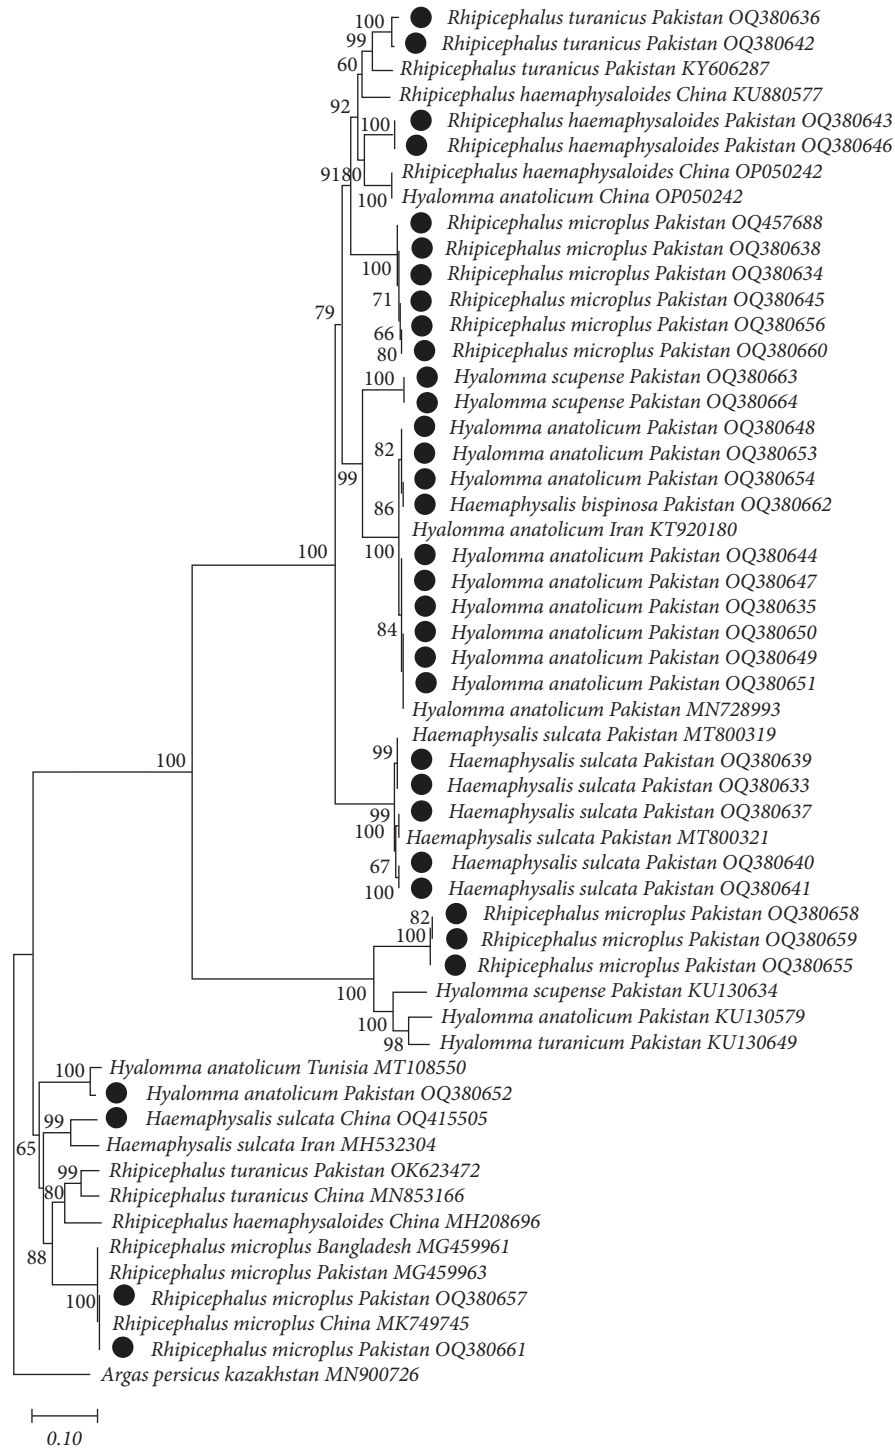 100
Rhipicephalus turanicus Pakistan OQ380636
99
Rhipicephalus turanicus Pakistan OQ380642
60
Rhipicephalus turanicus Pakistan KY606287
Rhipicephalus haemaphysaloides China KU880577
92
100
Rhipicephalus haemaphysaloides Pakistan OQ380643
Rhipicephalus haemaphysaloides Pakistan OQ380646
9180
Rhipicephalus haemaphysaloides China OP050242
100
Hyalomma anatolicum China OP050242
Rhipicephalus microplus Pakistan OQ457688
Rhipicephalus microplus Pakistan OQ380638
100
Rhipicephalus microplus Pakistan OQ380634
71
Rhipicephalus microplus Pakistan OQ380645
79
Rhipicephalus microplus Pakistan OQ380656
66
80
Rhipicephalus microplus Pakistan OQ380660
100
Hyalomma scupense Pakistan OQ380663
Hyalomma scupense Pakistan OQ380664
Hyalomma anatolicum Pakistan OQ380648
82
Hyalomma anatolicum Pakistan OQ380653
99
Hyalomma anatolicum Pakistan OQ380654
86
Haemaphysalis bispinosa Pakistan OQ380662
Hyalomma anatolicum Iran KT920180
100
100
Hyalomma anatolicum Pakistan OQ380644
Hyalomma anatolicum Pakistan OQ380647
Hyalomma anatolicum Pakistan OQ380635
84
Hyalomma anatolicum Pakistan OQ380650
Hyalomma anatolicum Pakistan OQ380649
Hyalomma anatolicum Pakistan OQ380651
Hyalomma anatolicum Pakistan MN728993
Haemaphysalis sulcata Pakistan MT800319
99
100
Haemaphysalis sulcata Pakistan OQ380639
Haemaphysalis sulcata Pakistan OQ380633
99
Haemaphysalis sulcata Pakistan OQ380637
100
Haemaphysalis sulcata Pakistan MT800321
67
Haemaphysalis sulcata Pakistan OQ380640
100
Haemaphysalis sulcata Pakistan OQ380641
82
Rhipicephalus microplus Pakistan OQ380658
100
Rhipicephalus microplus Pakistan OQ380659
Rhipicephalus microplus Pakistan OQ380655
100
Hyalomma scupense Pakistan KU130634
100
Hyalomma anatolicum Pakistan KU130579
98
Hyalomma turanicum Pakistan KU130649
100
Hyalomma anatolicum Tunisia MT108550
Hyalomma anatolicum Pakistan OQ380652
99
Haemaphysalis sulcata China OQ415505
65
Haemaphysalis sulcata Iran MH532304
99
Rhipicephalus turanicus Pakistan OK623472
80
Rhipicephalus turanicus China MN853166
Rhipicephalus haemaphysaloides China MH208696
88
Rhipicephalus microplus Bangladesh MG459961
Rhipicephalus microplus Pakistan MG459963
100
Rhipicephalus microplus Pakistan OQ380657
Rhipicephalus microplus China MK749745
Rhipicephalus microplus Pakistan OQ380661
Argas persicus kazakhstan MN900726
0.10